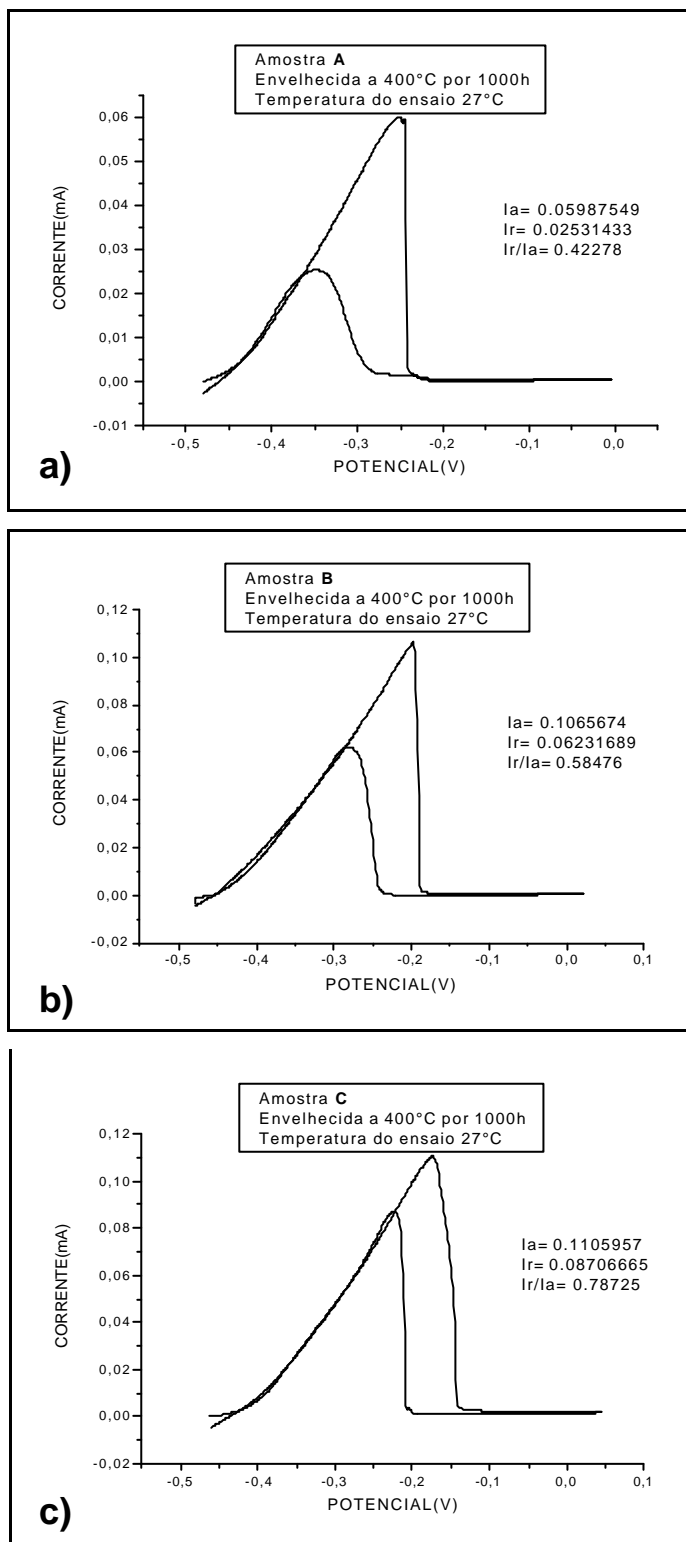 Amostra A
Envelhecida a 400°C por 1000h
Temperatura do ensaio 27°C
0,06
0,05
0,04
0,03
0,02
0,01
0,00
-0,01
CORRENTE(mA)
Ia= 0.05987549
Ir= 0.02531433
Ir/Ia= 0.42278
-0,5 -0,4 -0,3 -0,2 -0,1 0,0
POTENCIAL(V)
a)
Amostra B
Envelhecida a 400°C por 1000h
Temperatura do ensaio 27°C
0,12
0,10
0,08
0,06
0,04
0,02
0,00
-0,02
CORRENTE(mA)
Ia= 0.1065674
Ir= 0.06231689
Ir/Ia= 0.58476
-0,5 -0,4 -0,3 -0,2 -0,1 0,0 0,1
POTENCIAL(V)
b)
Amostra C
Envelhecida a 400°C por 1000h
Temperatura do ensaio 27°C
0,12
0,10
0,08
0,06
0,04
0,02
0,00
-0,02
CORRENTE(mA)
Ia= 0.1105957
Ir= 0.08706665
Ir/Ia= 0.78725
-0,5 -0,4 -0,3 -0,2 -0,1 0,0 0,1
POTENCIAL(V)
c)